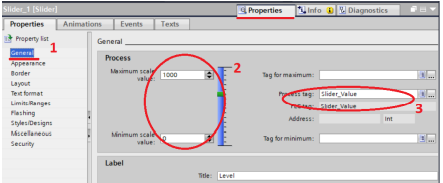 Slider_1 [Slider]
Properties Info Diagnostics
Properties Animations Events Texts
Property list
General
Appearance
Border
Layout
Text format
Limits/Ranges
Flashing
Styles/Designs
Miscellaneous
Security
1
General
Process
Maximum scale value: 1000
2
Tag for maximum:
Process tag: Slider_Value
PLC tag: Slider_Value
3
Address: Int
Minimum scale value: 0
Tag for minimum:
Label
Title: Level